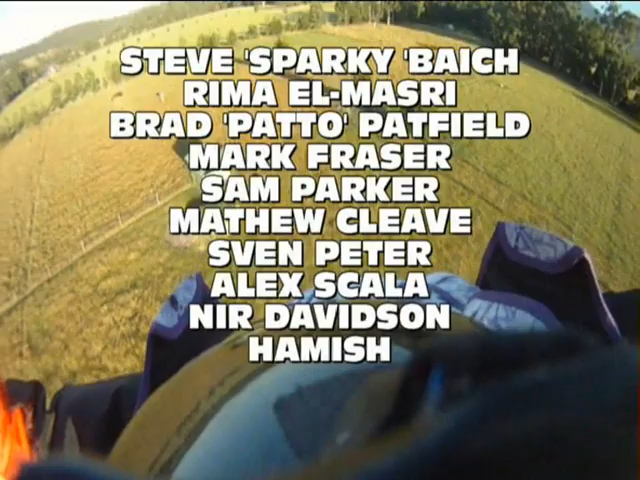 STEVE 'SPARKY 'BAICH
RIMA EL-MASRI
BRAD 'PATTO' PATFIELD
MARK FRASER
SAM PARKER
MATHEW CLEAVE
SVEN PETER
ALEX SCALA
NIR DAVIDSON
HAMISH